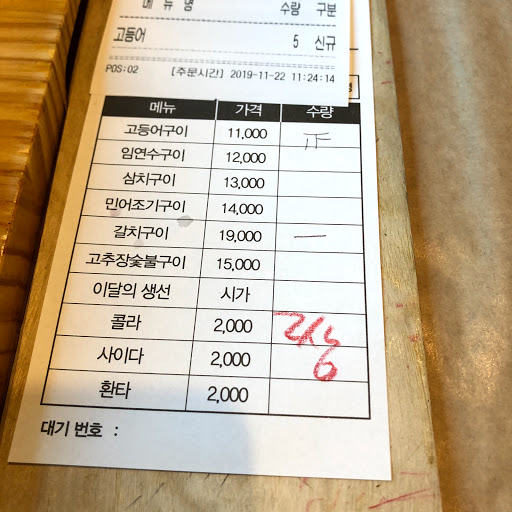 메 뉴 명 수량 구분
고등어 5 신규
POS:02 [주문시간] 2019-11-22 11:24:14
메뉴 가격 수량
고등어구이 11,000 正
임연수구이 12,000
삼치구이 13,000
민어조기구이 14,000
갈치구이 19,000 一
고추장숯불구이 15,000
이달의 생선 시가
콜라 2,000
사이다 2,000
환타 2,000
대기 번호 :